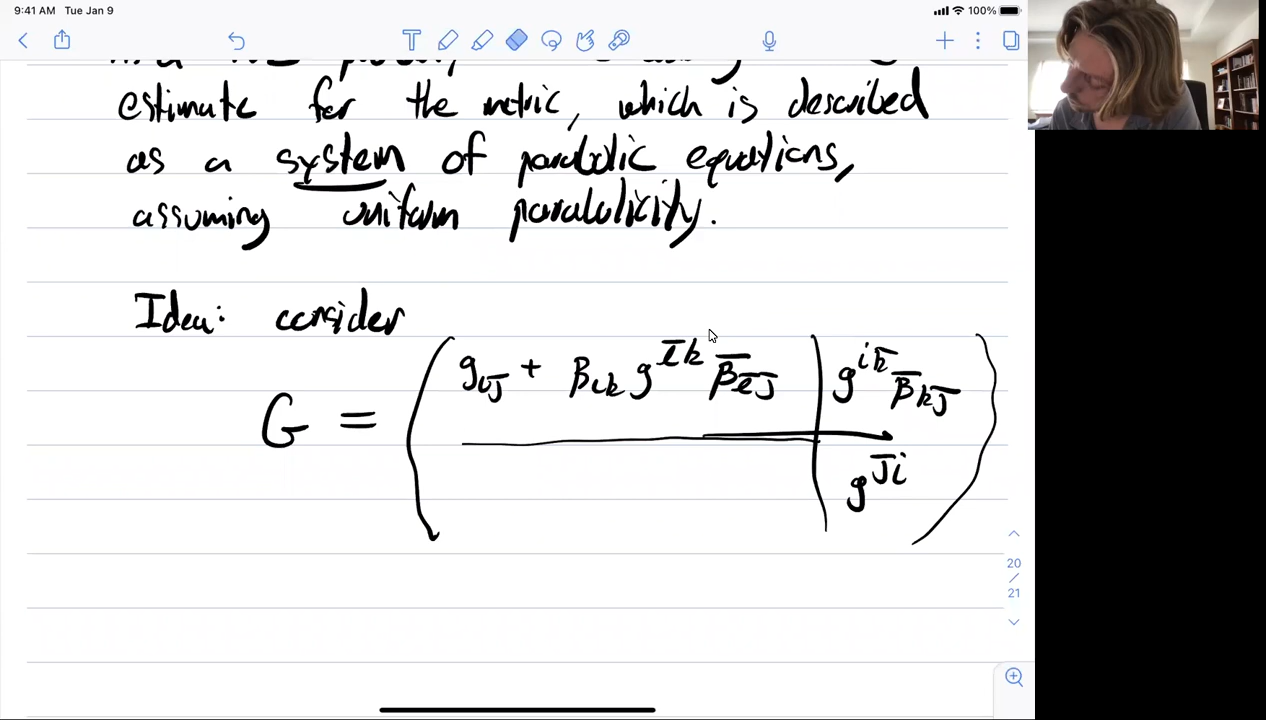 9:41 AM Tue Jan 9
100%
estimate for the metric, which is described
as a system of parabolic equations,
assuming uniform parabolicity.
Idea: consider
G = ( g_{i\bar{J}} + β_{ik} g^{\bar{l}k} \bar{β}_{\bar{l}\bar{J}} | g^{i\bar{k}} \bar{β}_{\bar{k}\bar{J}}
g^{\bar{J}i} )
20
/
21